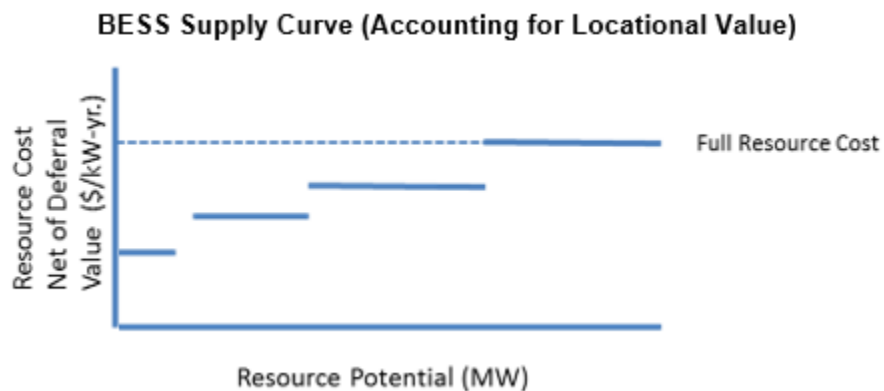 BESS Supply Curve (Accounting for Locational Value)
Resource Cost
Net of Deferral
Value ($/kW-yr.)
Full Resource Cost
Resource Potential (MW)